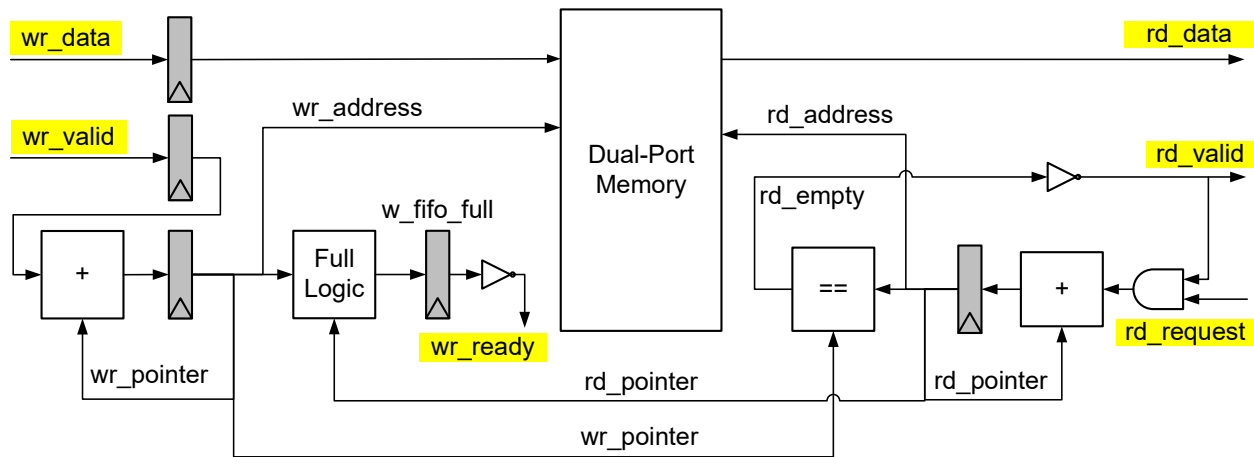 wr_data
rd_data
wr_address
rd_address
wr_valid
Dual-Port
Memory
rd_valid
rd_empty
w_fifo_full
+
Full
Logic
==
+
wr_ready
rd_request
wr_pointer
rd_pointer
rd_pointer
wr_pointer